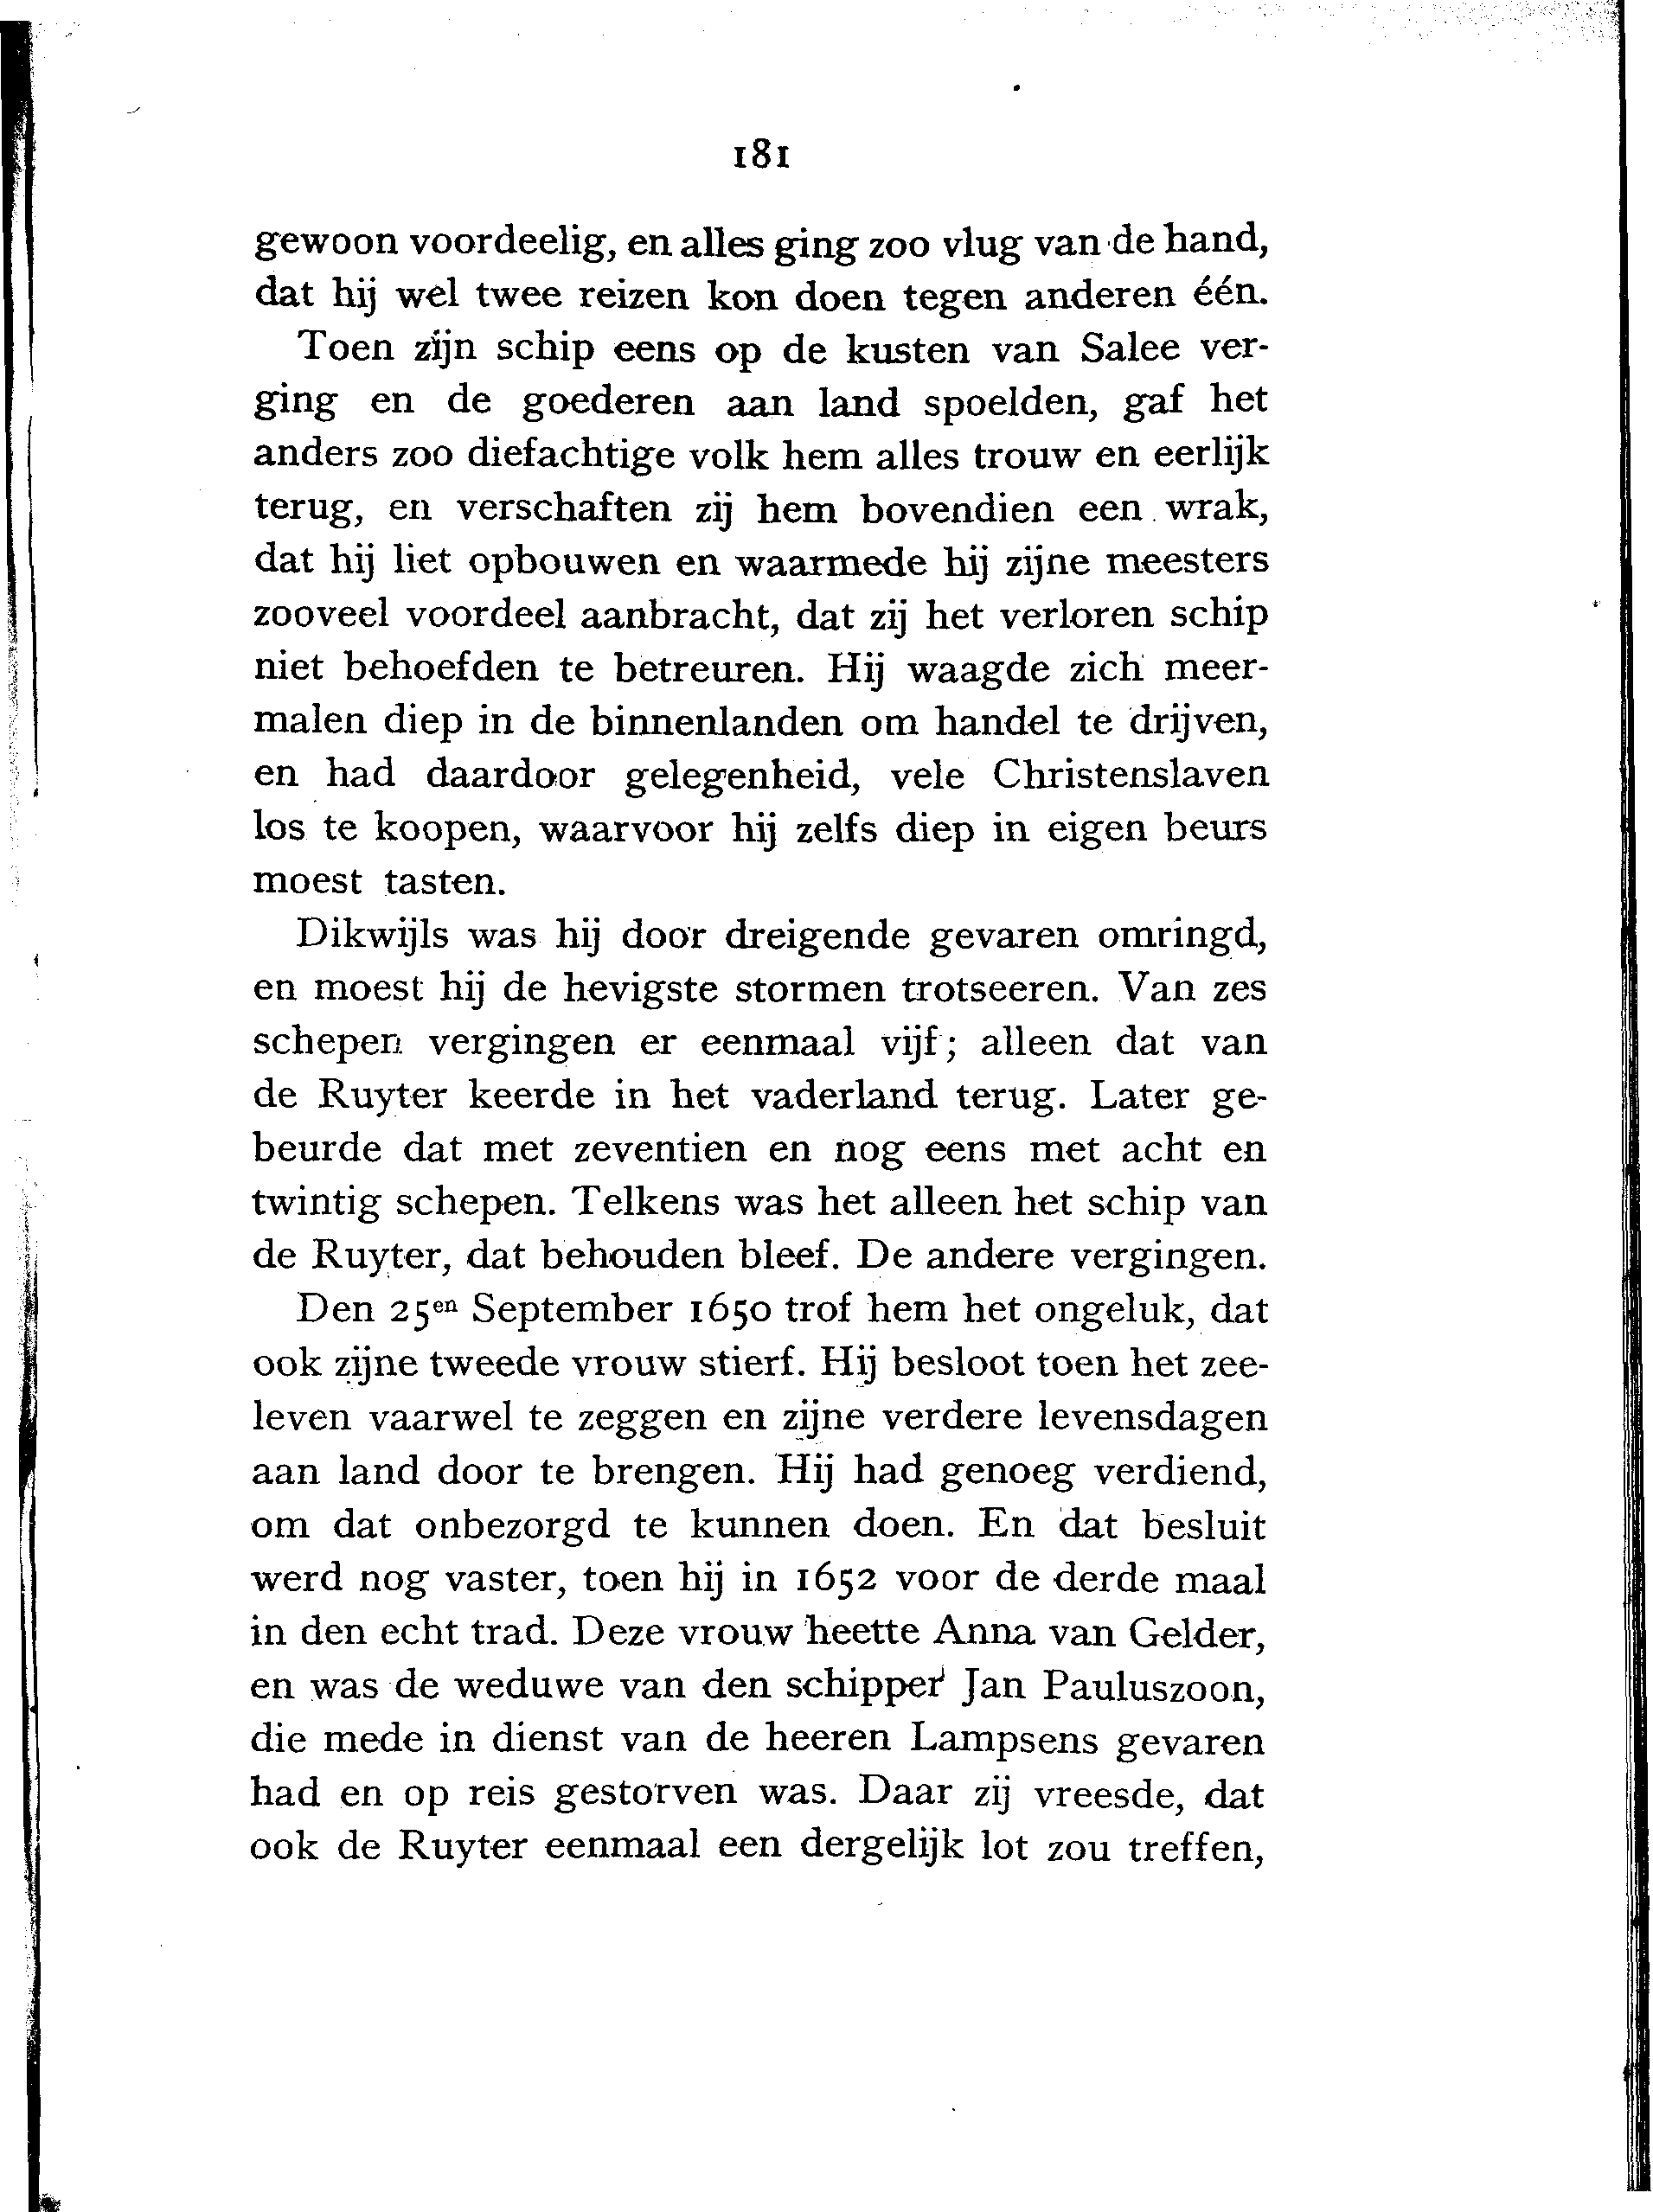 181
gewoon voordeelig, en alles ging zoo vlug van de hand,
dat hij wel twee reizen kon doen tegen anderen één.
Toen zijn schip eens op de kusten van Salee ver-
ging en de goederen aan land spoelden, gaf het
anders zoo diefachtige volk hem alles trouw en eerlijk
terug, en verschaften zij hem bovendien een wrak,
dat hij liet opbouwen en waarmede hij zijne meesters
zooveel voordeel aanbracht, dat zij het verloren schip
niet behoefden te betreuren. Hij waagde zich meer-
malen diep in de binnenlanden om handel te drijven,
en had daardoor gelegenheid, vele Christenslaven
los te koopen, waarvoor hij zelfs diep in eigen beurs
moest tasten.
Dikwijls was hij door dreigende gevaren omringd,
en moest hij de hevigste stormen trotseeren. Van zes
schepen vergingen er eenmaal vijf; alleen dat van
de Ruyter keerde in het vaderland terug. Later ge-
beurde dat met zeventien en nog eens met acht en
twintig schepen. Telkens was het alleen het schip van
de Ruyter, dat behouden bleef. De andere vergingen.
Den 25en September 1650 trof hem het ongeluk, dat
ook zijne tweede vrouw stierf. Hij besloot toen het zee-
leven vaarwel te zeggen en zijne verdere levensdagen
aan land door te brengen. Hij had genoeg verdiend,
om dat onbezorgd te kunnen doen. En dat besluit
werd nog vaster, toen hij in 1652 voor de derde maal
in den echt trad. Deze vrouw heette Anna van Gelder,
en was de weduwe van den schipper Jan Pauluszoon,
die mede in dienst van de heeren Lampsens gevaren
had en op reis gestorven was. Daar zij vreesde, dat
ook de Ruyter eenmaal een dergelijk lot zou treffen,